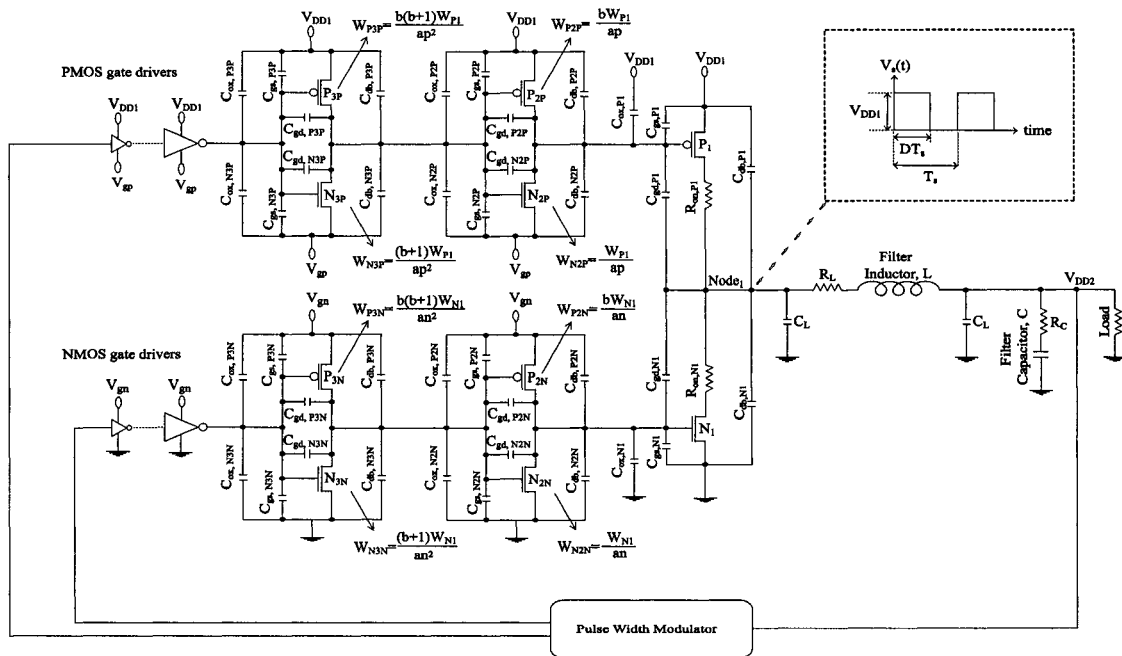 PMOS gate drivers
V_DD1
V_DD1
V_gp
V_gp
V_DD1
W_P3P = b(b+1)W_P1 / ap²
C_ox, P3P
C_gs, P3P
P_3P
C_db, P3P
C_gd, P3P
C_gd, N3P
C_ox, N3P
C_gs, N3P
N_3P
C_db, N3P
W_N3P = (b+1)W_P1 / ap²
V_gp
V_DD1
W_P2P = bW_P1 / ap
C_ox, P2P
C_gs, P2P
P_2P
C_db, P2P
C_gd, P2P
C_gd, N2P
C_ox, N2P
C_gs, N2P
N_2P
C_db, N2P
W_N2P = W_P1 / ap
V_gp
V_DD1
V_DD1
C_ox,P1
C_gs,P1
P_1
C_gd,P1
R_on,P1
C_db,P1
V_s(t)
V_DD1
time
DT_s
T_s
Node_1
C_L
R_L
Filter
Inductor, L
C_L
V_DD2
R_C
Filter
Capacitor, C
Load
NMOS gate drivers
V_gn
V_gn
V_gn
W_P3N = b(b+1)W_N1 / an²
C_ox, P3N
C_gs, P3N
P_3N
C_db, P3N
C_gd, P3N
C_gd, N3N
C_ox, N3N
C_gs, N3N
N_3N
C_db, N3N
W_N3N = (b+1)W_N1 / an²
V_gn
W_P2N = bW_N1 / an
C_ox, P2N
C_gs, P2N
P_2N
C_db, P2N
C_gd, P2N
C_gd, N2N
C_ox, N2N
C_gs, N2N
N_2N
C_db, N2N
W_N2N = W_N1 / an
C_gd,N1
R_on,N1
C_db,N1
N_1
C_ox,N1
C_gs,N1
Pulse Width Modulator